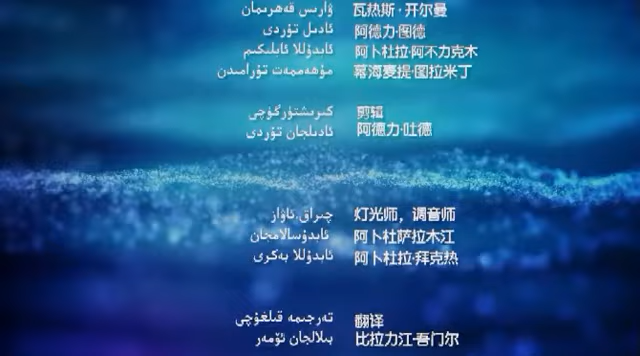 ۋارىس قەھرىمان 瓦热斯·开尔曼
ئادىل تۇردى 阿德力·图德
ئابدۇللا ئابلىكىم 阿卜杜拉·阿不力克木
مۇھەممەت تۇرامىدىن 幕海麦提·图拉米丁
كىرىشتۈرگۈچى 剪辑
ئادىلجان تۇردى 阿德力·吐德
چىراق.ئاۋاز 灯光师，调音师
ئابدۇسالامجان 阿卜杜萨拉木江
ئابدۇللا بەكرى 阿卜杜拉·拜克热
تەرجىمە قىلغۇچى 翻译
بىلالجان ئۆمەر 比拉力江·吾门尔